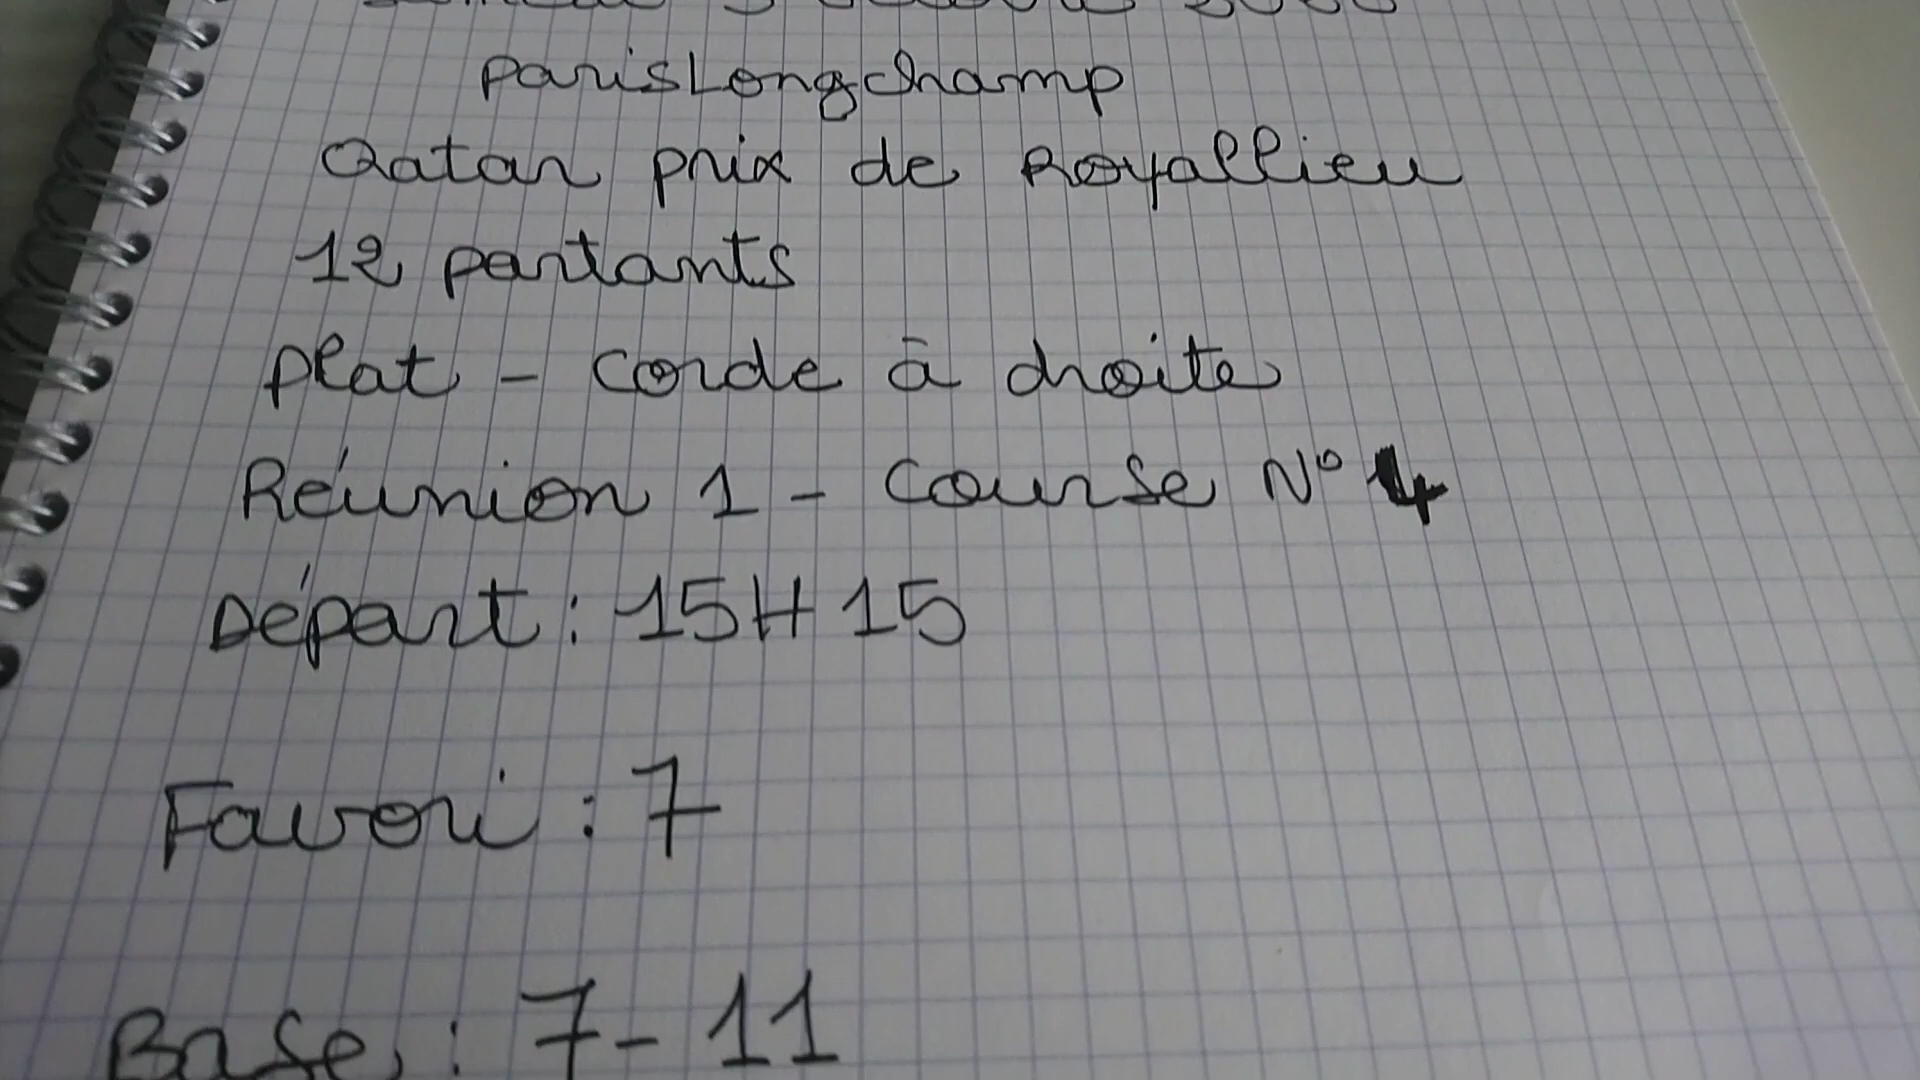 ParisLongchamp
Qatar prix de Royallieu
12 partants
Plat - Corde à droite
Réunion 1 - Course N° 4
Départ : 15H15
Favori : 7
Base : 7-11